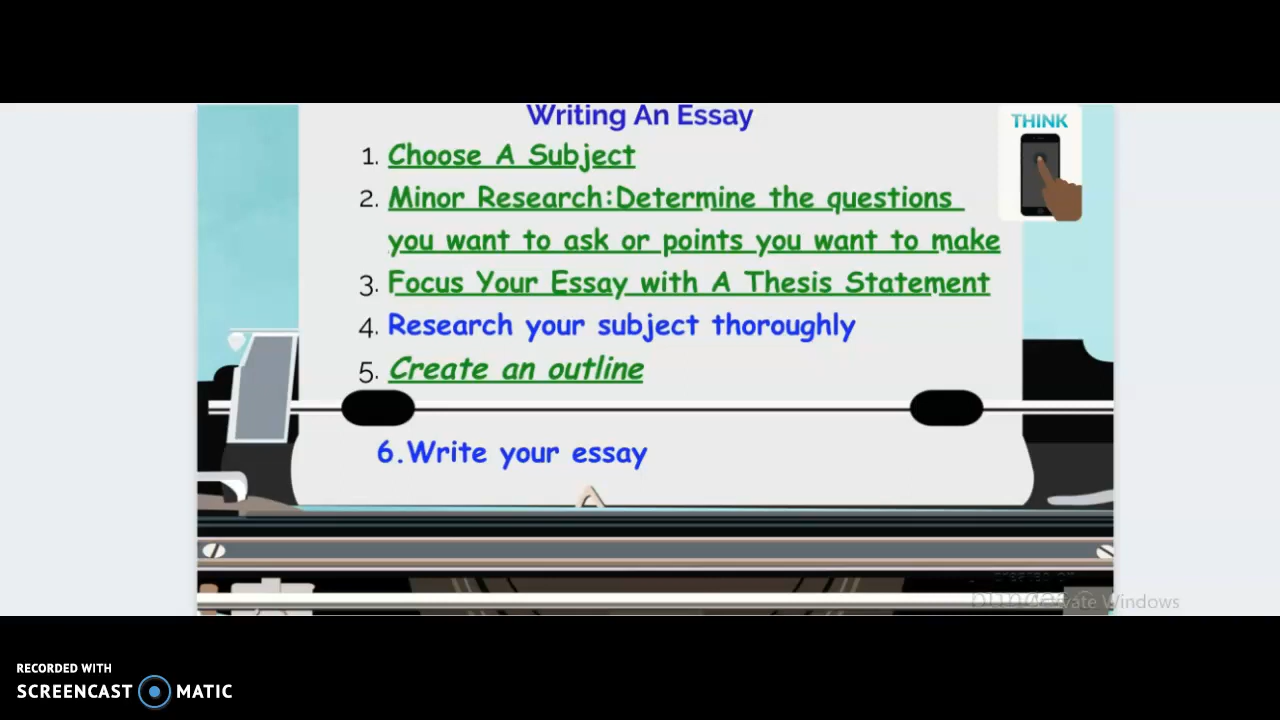 Writing An Essay
THINK
1. Choose A Subject
2. Minor Research:Determine the questions
you want to ask or points you want to make
3. Focus Your Essay with A Thesis Statement
4. Research your subject thoroughly
5. Create an outline
6.Write your essay
Windows
RECORDED WITH
SCREENCAST MATIC